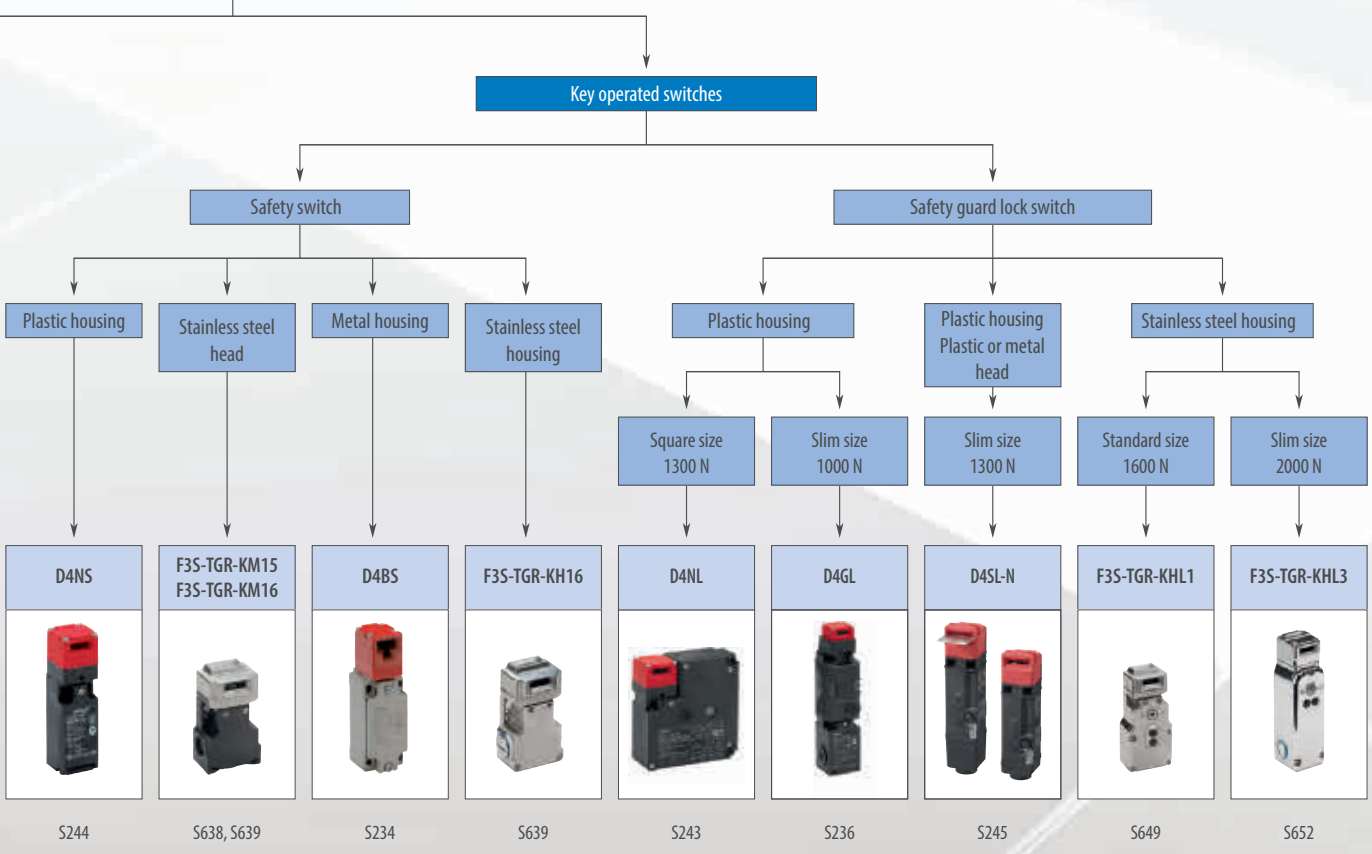 Key operated switches
Safety switch
Safety guard lock switch
Plastic housing
Stainless steel
head
Metal housing
Stainless steel
housing
Plastic housing
Plastic housing
Plastic or metal
head
Stainless steel housing
Square size
1300 N
Slim size
1000 N
Slim size
1300 N
Standard size
1600 N
Slim size
2000 N
D4NS
F3S-TGR-KM15
F3S-TGR-KM16
D4BS
F3S-TGR-KH16
D4NL
D4GL
D4SL-N
F3S-TGR-KHL1
F3S-TGR-KHL3
S244
S638, S639
S234
S639
S243
S236
S245
S649
S652